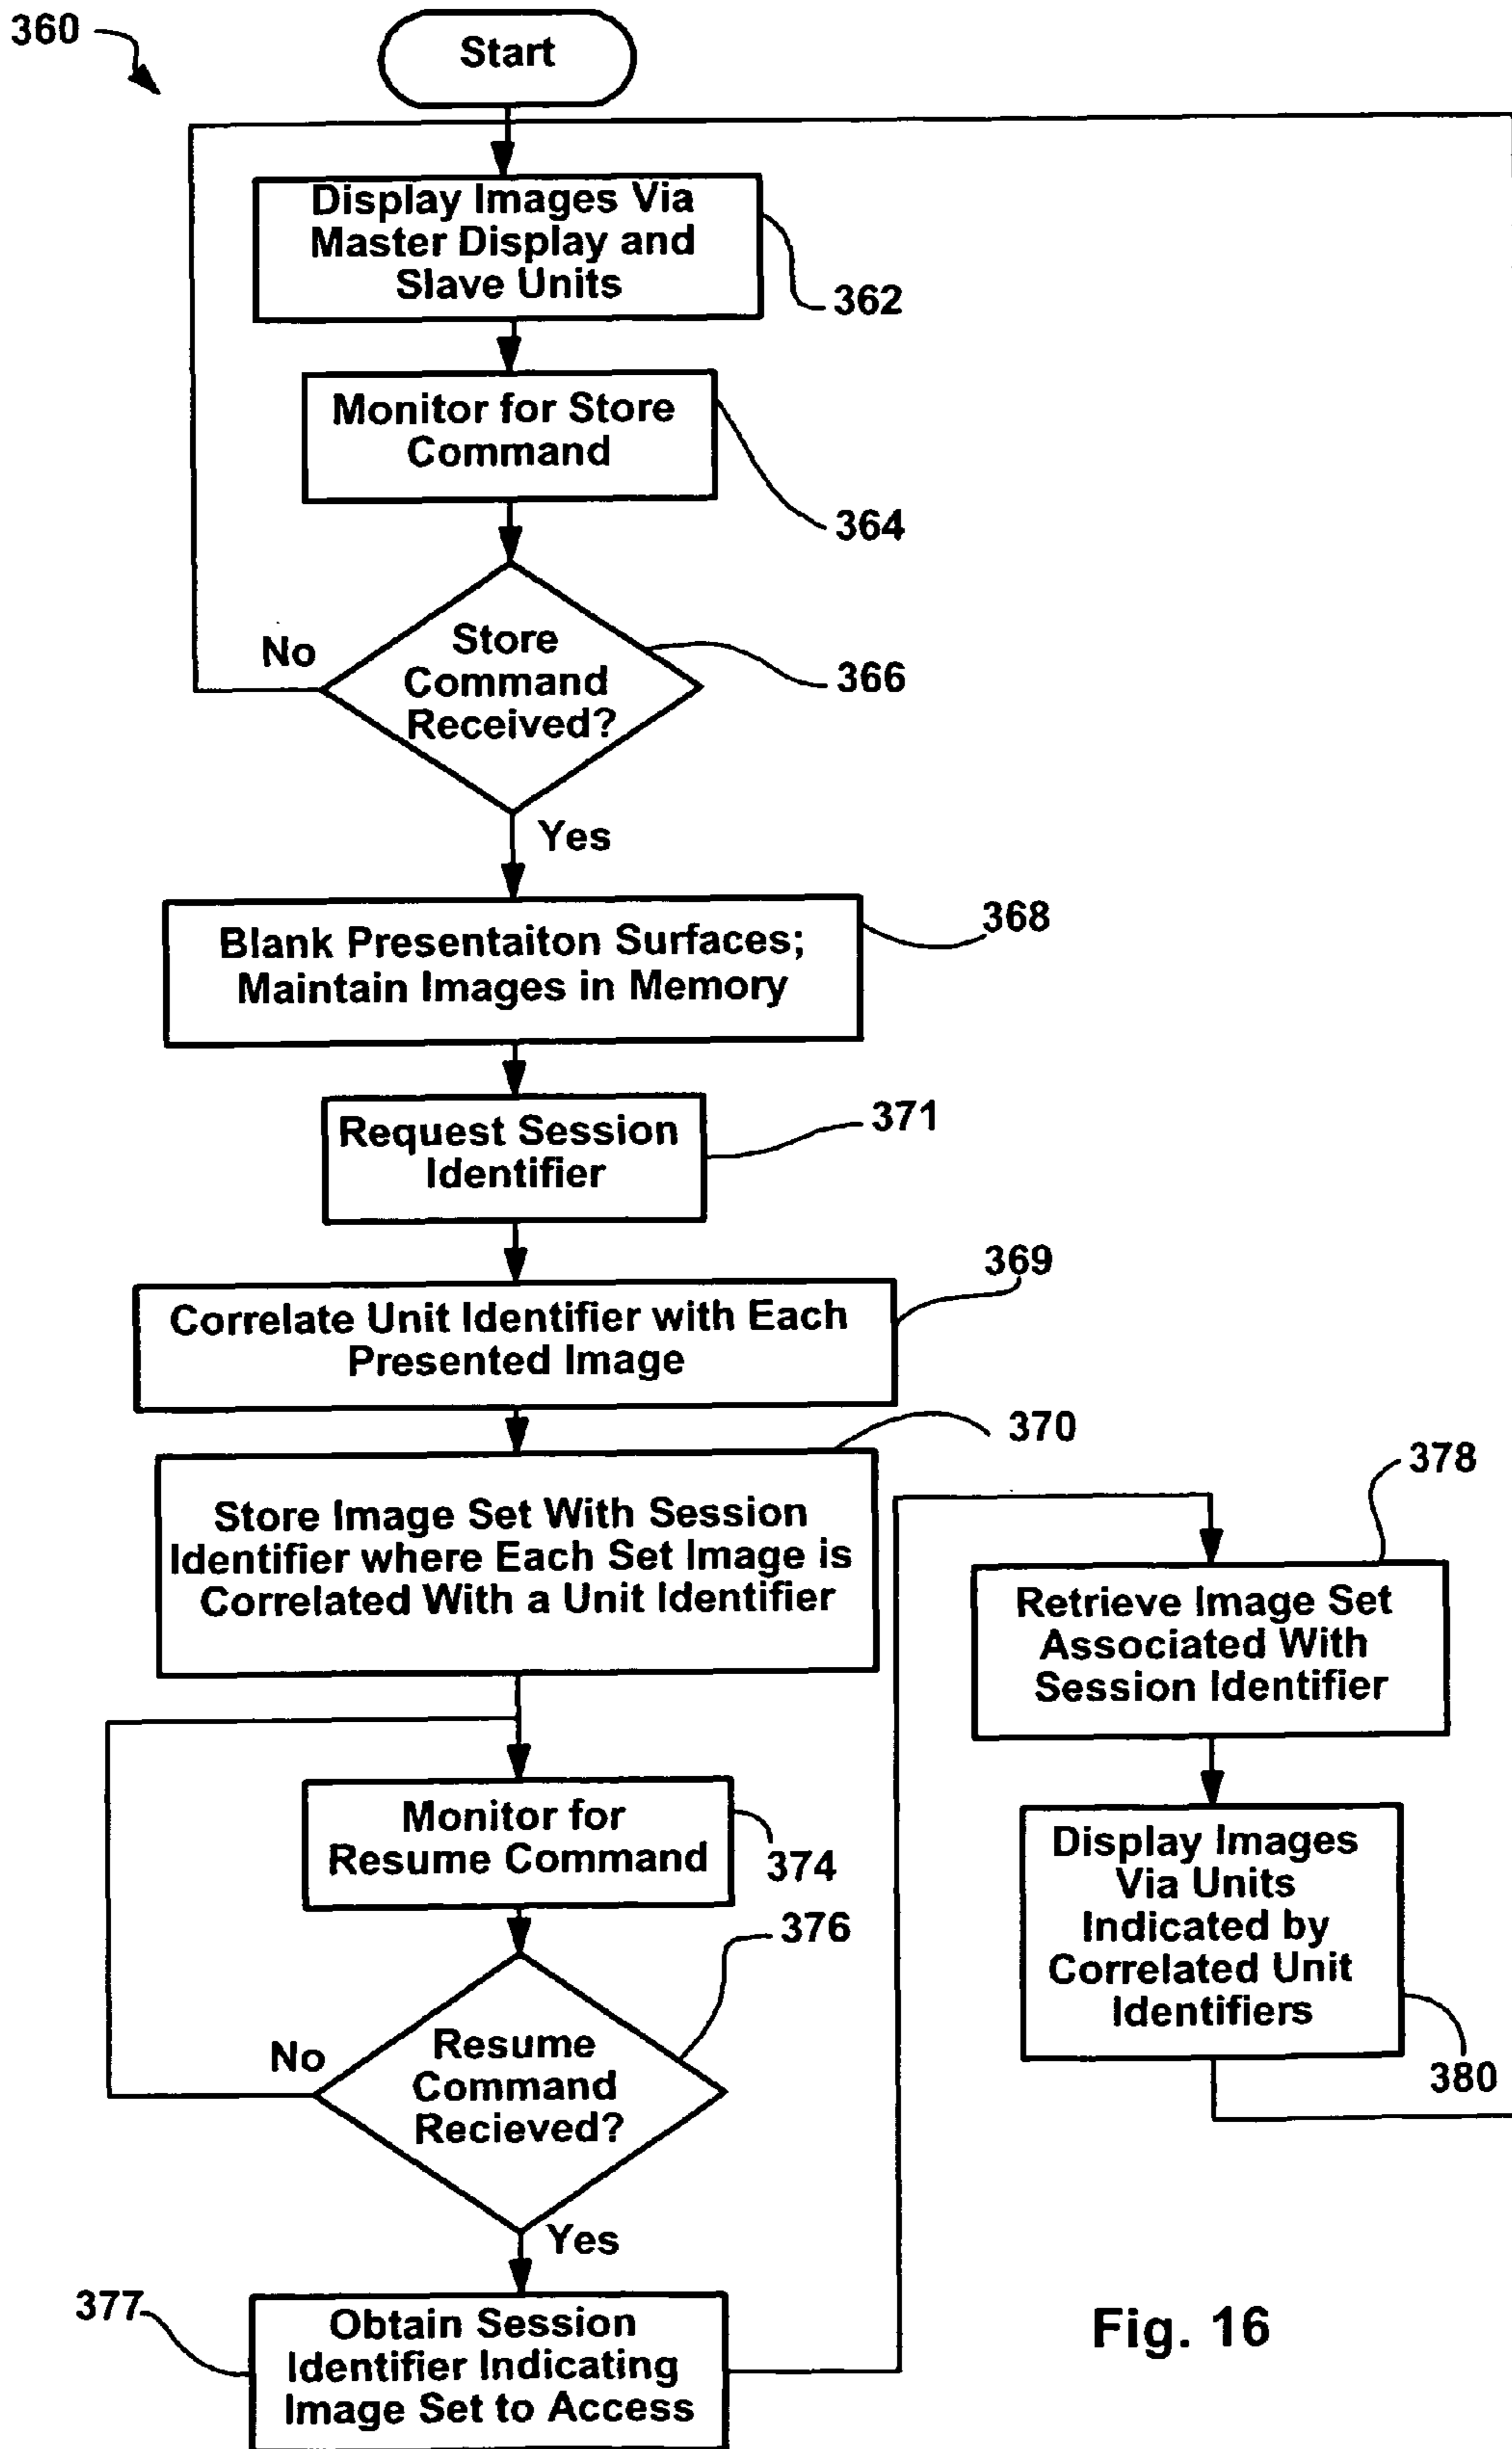 360
Start
Display Images Via
Master Display and
Slave Units
362
Monitor for Store
Command
364
Store
Command
Received?
366
No
Yes
Blank Presentaiton Surfaces;
Maintain Images in Memory
368
Request Session
Identifier
371
Correlate Unit Identifier with Each
Presented Image
369
Store Image Set With Session
Identifier where Each Set Image is
Correlated With a Unit Identifier
370
Monitor for
Resume Command
374
Resume
Command
Recieved?
376
No
Yes
Obtain Session
Identifier Indicating
Image Set to Access
377
Retrieve Image Set
Associated With
Session Identifier
378
Display Images
Via Units
Indicated by
Correlated Unit
Identifiers
380
Fig. 16